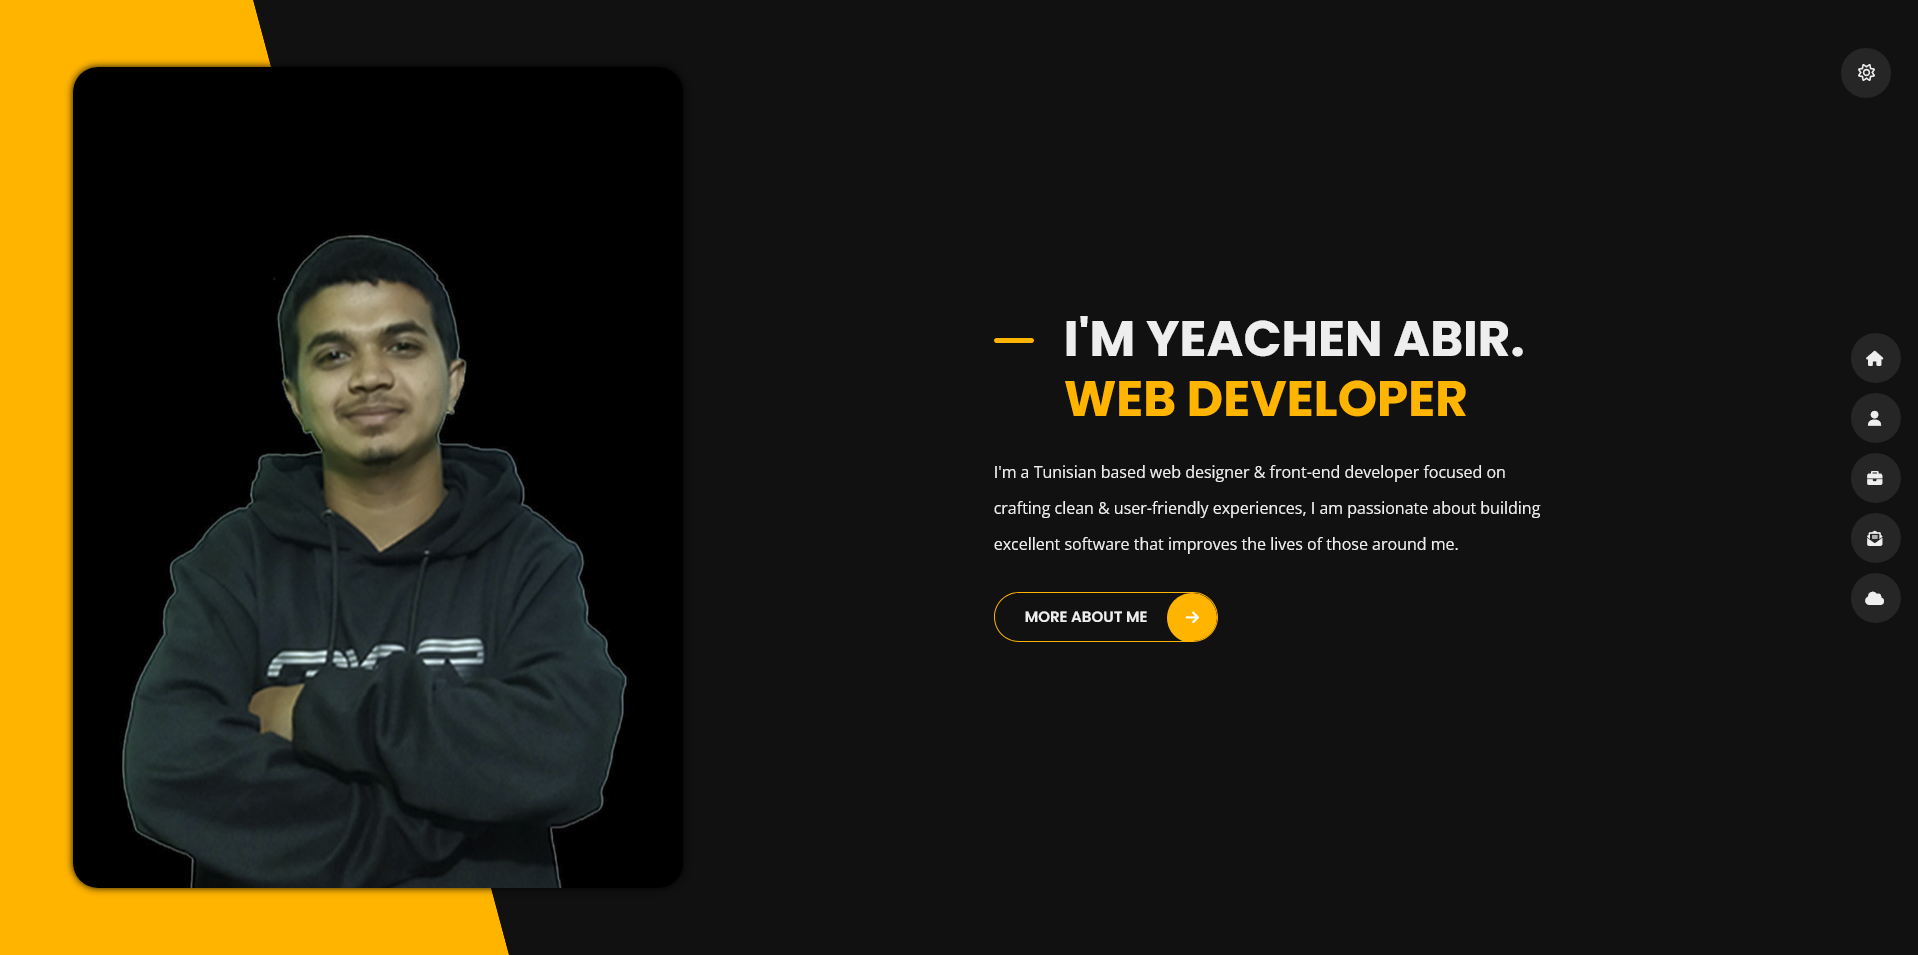 I'M YEACHEN ABIR.
WEB DEVELOPER
I'm a Tunisian based web designer & front-end developer focused on
crafting clean & user-friendly experiences, I am passionate about building
excellent software that improves the lives of those around me.
MORE ABOUT ME